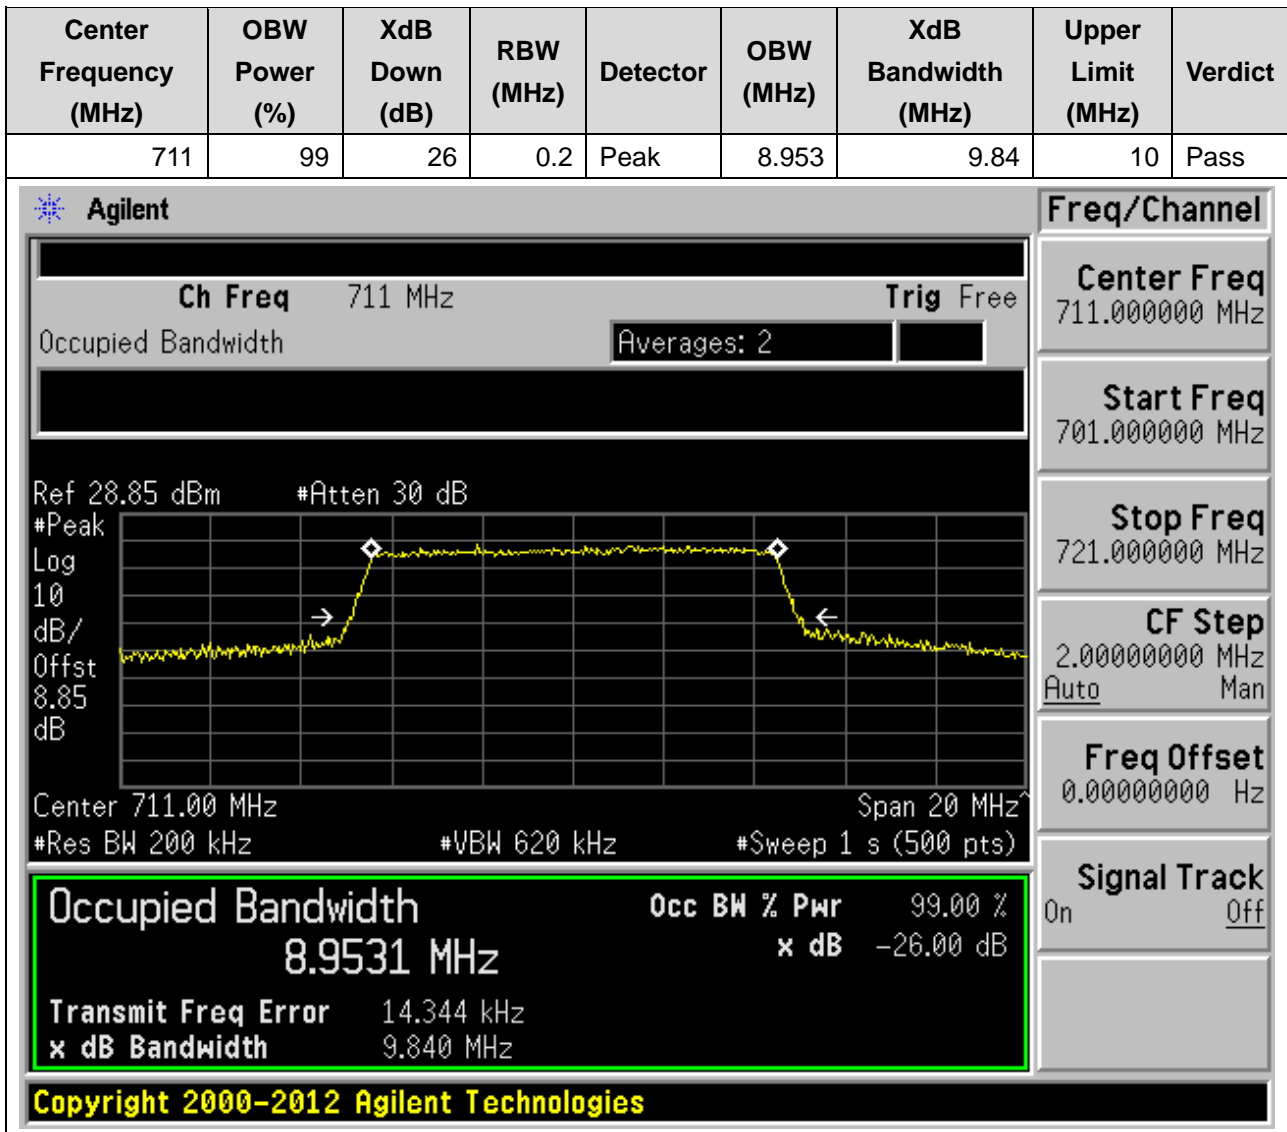 Center Frequency (MHz) OBW Power (%) XdB Down (dB) RBW (MHz) Detector OBW (MHz) XdB Bandwidth (MHz) Upper Limit (MHz) Verdict
711 99 26 0.2 Peak 8.953 9.84 10 Pass
Agilent
Freq/Channel
Ch Freq 711 MHz Trig Free
Occupied Bandwidth Averages: 2
Center Freq
711.000000 MHz
Start Freq
701.000000 MHz
Stop Freq
721.000000 MHz
CF Step
2.00000000 MHz
Auto Man
Freq Offset
0.00000000 Hz
Signal Track
On Off
Ref 28.85 dBm #Atten 30 dB
#Peak
Log
10
dB/
Offst
8.85
dB
Center 711.00 MHz Span 20 MHz^
#Res BW 200 kHz #VBW 620 kHz #Sweep 1 s (500 pts)
Occupied Bandwidth Occ BW % Pwr 99.00 %
8.9531 MHz x dB -26.00 dB
Transmit Freq Error 14.344 kHz
x dB Bandwidth 9.840 MHz
Copyright 2000-2012 Agilent Technologies